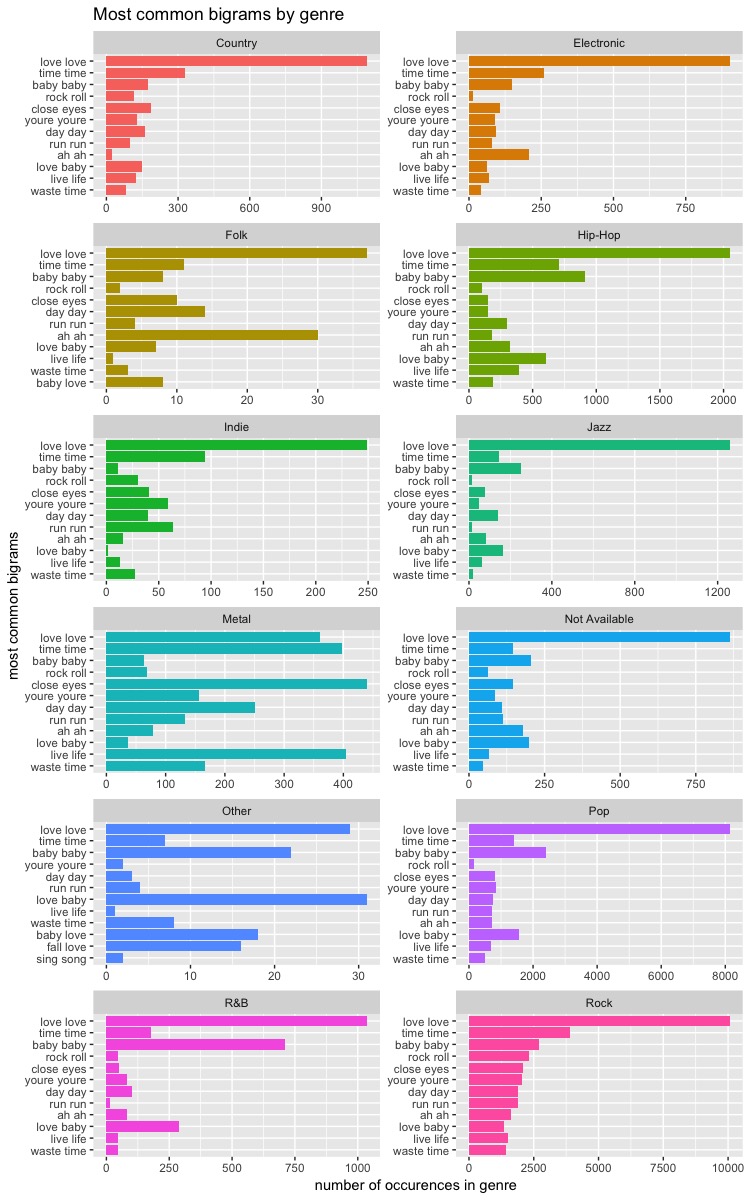 Most common bigrams by genre
most common bigrams
Country
love love
time time
baby baby
rock roll
close eyes
youre youre
day day
run run
ah ah
love baby
live life
waste time
0 300 600 900
Electronic
love love
time time
baby baby
rock roll
close eyes
youre youre
day day
run run
ah ah
love baby
live life
waste time
0 250 500 750
Folk
love love
time time
baby baby
rock roll
close eyes
day day
run run
ah ah
love baby
live life
waste time
baby love
0 10 20 30
Hip-Hop
love love
time time
baby baby
rock roll
close eyes
youre youre
day day
run run
ah ah
love baby
live life
waste time
0 500 1000 1500 2000
Indie
love love
time time
baby baby
rock roll
close eyes
youre youre
day day
run run
ah ah
love baby
live life
waste time
0 50 100 150 200 250
Jazz
love love
time time
baby baby
rock roll
close eyes
youre youre
day day
run run
ah ah
love baby
live life
waste time
0 400 800 1200
Metal
love love
time time
baby baby
rock roll
close eyes
youre youre
day day
run run
ah ah
love baby
live life
waste time
0 100 200 300 400
Not Available
love love
time time
baby baby
rock roll
close eyes
youre youre
day day
run run
ah ah
love baby
live life
waste time
0 250 500 750
Other
love love
time time
baby baby
youre youre
day day
run run
love baby
live life
waste time
baby love
fall love
sing song
0 10 20 30
Pop
love love
time time
baby baby
rock roll
close eyes
youre youre
day day
run run
ah ah
love baby
live life
waste time
0 2000 4000 6000 8000
R&B
love love
time time
baby baby
rock roll
close eyes
youre youre
day day
run run
ah ah
love baby
live life
waste time
0 250 500 750 1000
Rock
love love
time time
baby baby
rock roll
close eyes
youre youre
day day
run run
ah ah
love baby
live life
waste time
0 2500 5000 7500 10000
number of occurences in genre